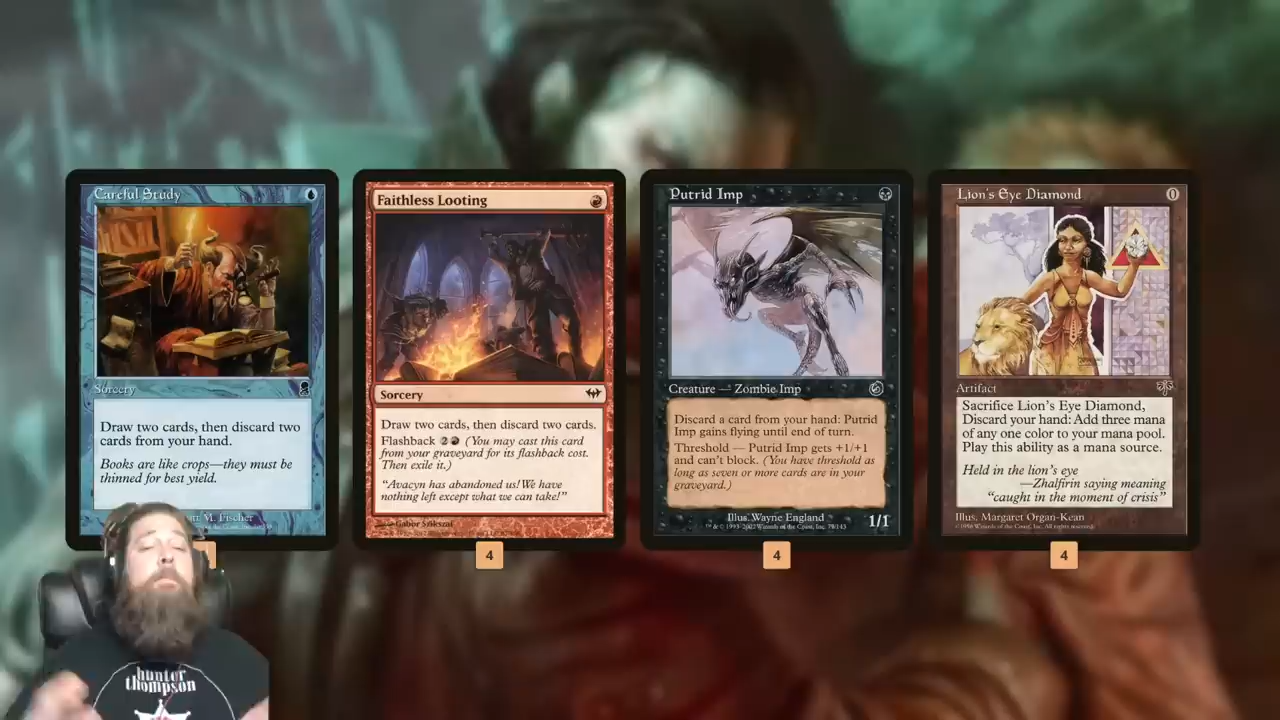 Careful Study
Sorcery
Draw two cards, then discard two
cards from your hand.
Books are like crops—they must be
thinned for best yield.
M. Fischer
Faithless Looting
Sorcery
Draw two cards, then discard two cards.
Flashback 2 (You may cast this card
from your graveyard for its flashback cost.
Then exile it.)
“Avacyn has abandoned us! We have
nothing left except what we can take!”
4
Putrid Imp
Creature — Zombie Imp
Discard a card from your hand: Putrid
Imp gains flying until end of turn.
Threshold — Putrid Imp gets +1/+1
and can't block. (You have threshold as
long as seven or more cards are in your
graveyard.)
Illus. Wayne England
1/1
4
Lion's Eye Diamond
0
Artifact
Sacrifice Lion's Eye Diamond,
Discard your hand: Add three mana
of any one color to your mana pool.
Play this ability as a mana source.
Held in the lion's eye
—Zhalfirin saying meaning
“caught in the moment of crisis”
Illus. Margaret Organ-Kean
4
hunter
thompson